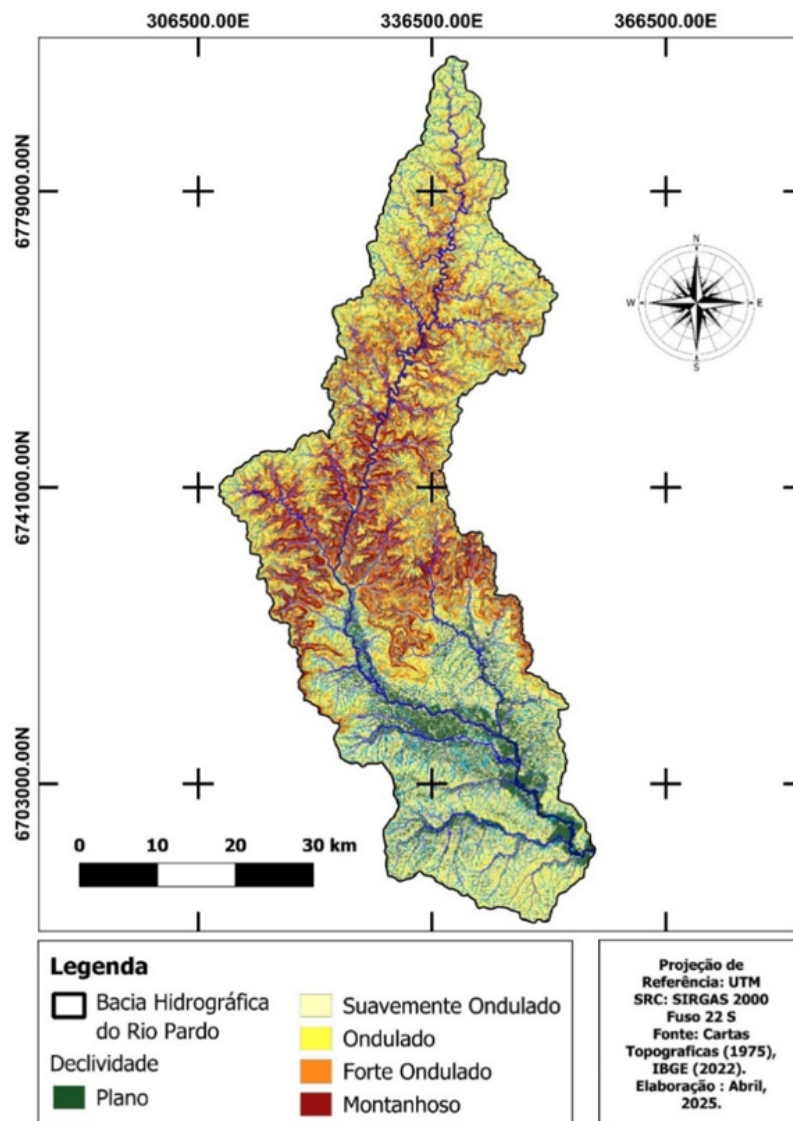 306500.00E 336500.00E 366500.00E
6779000.00N
6741000.00N
6703000.00N
N
W E
S
0 10 20 30 km
Legenda
Bacia Hidrográfica
do Rio Pardo
Declividade
Plano
Suavemente Ondulado
Ondulado
Forte Ondulado
Montanhoso
Projeção de
Referência: UTM
SRC: SIRGAS 2000
Fuso 22 S
Fonte: Cartas
Topograficas (1975),
IBGE (2022).
Elaboração : Abril,
2025.